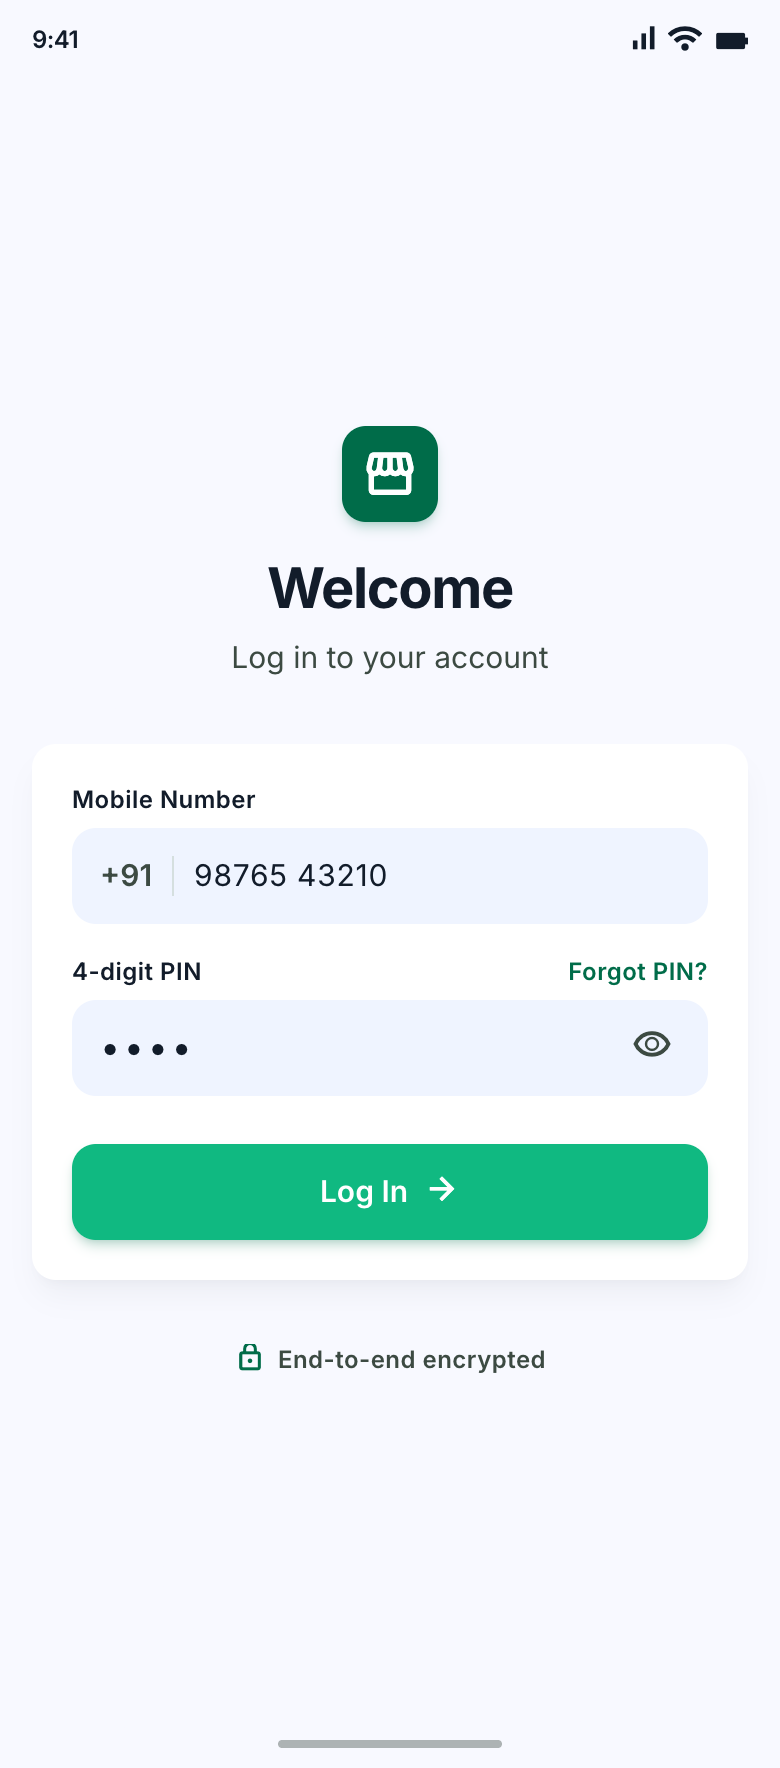 9:41
Welcome
Log in to your account
Mobile Number
+91 98765 43210
4-digit PIN Forgot PIN?
••••
Log In →
End-to-end encrypted